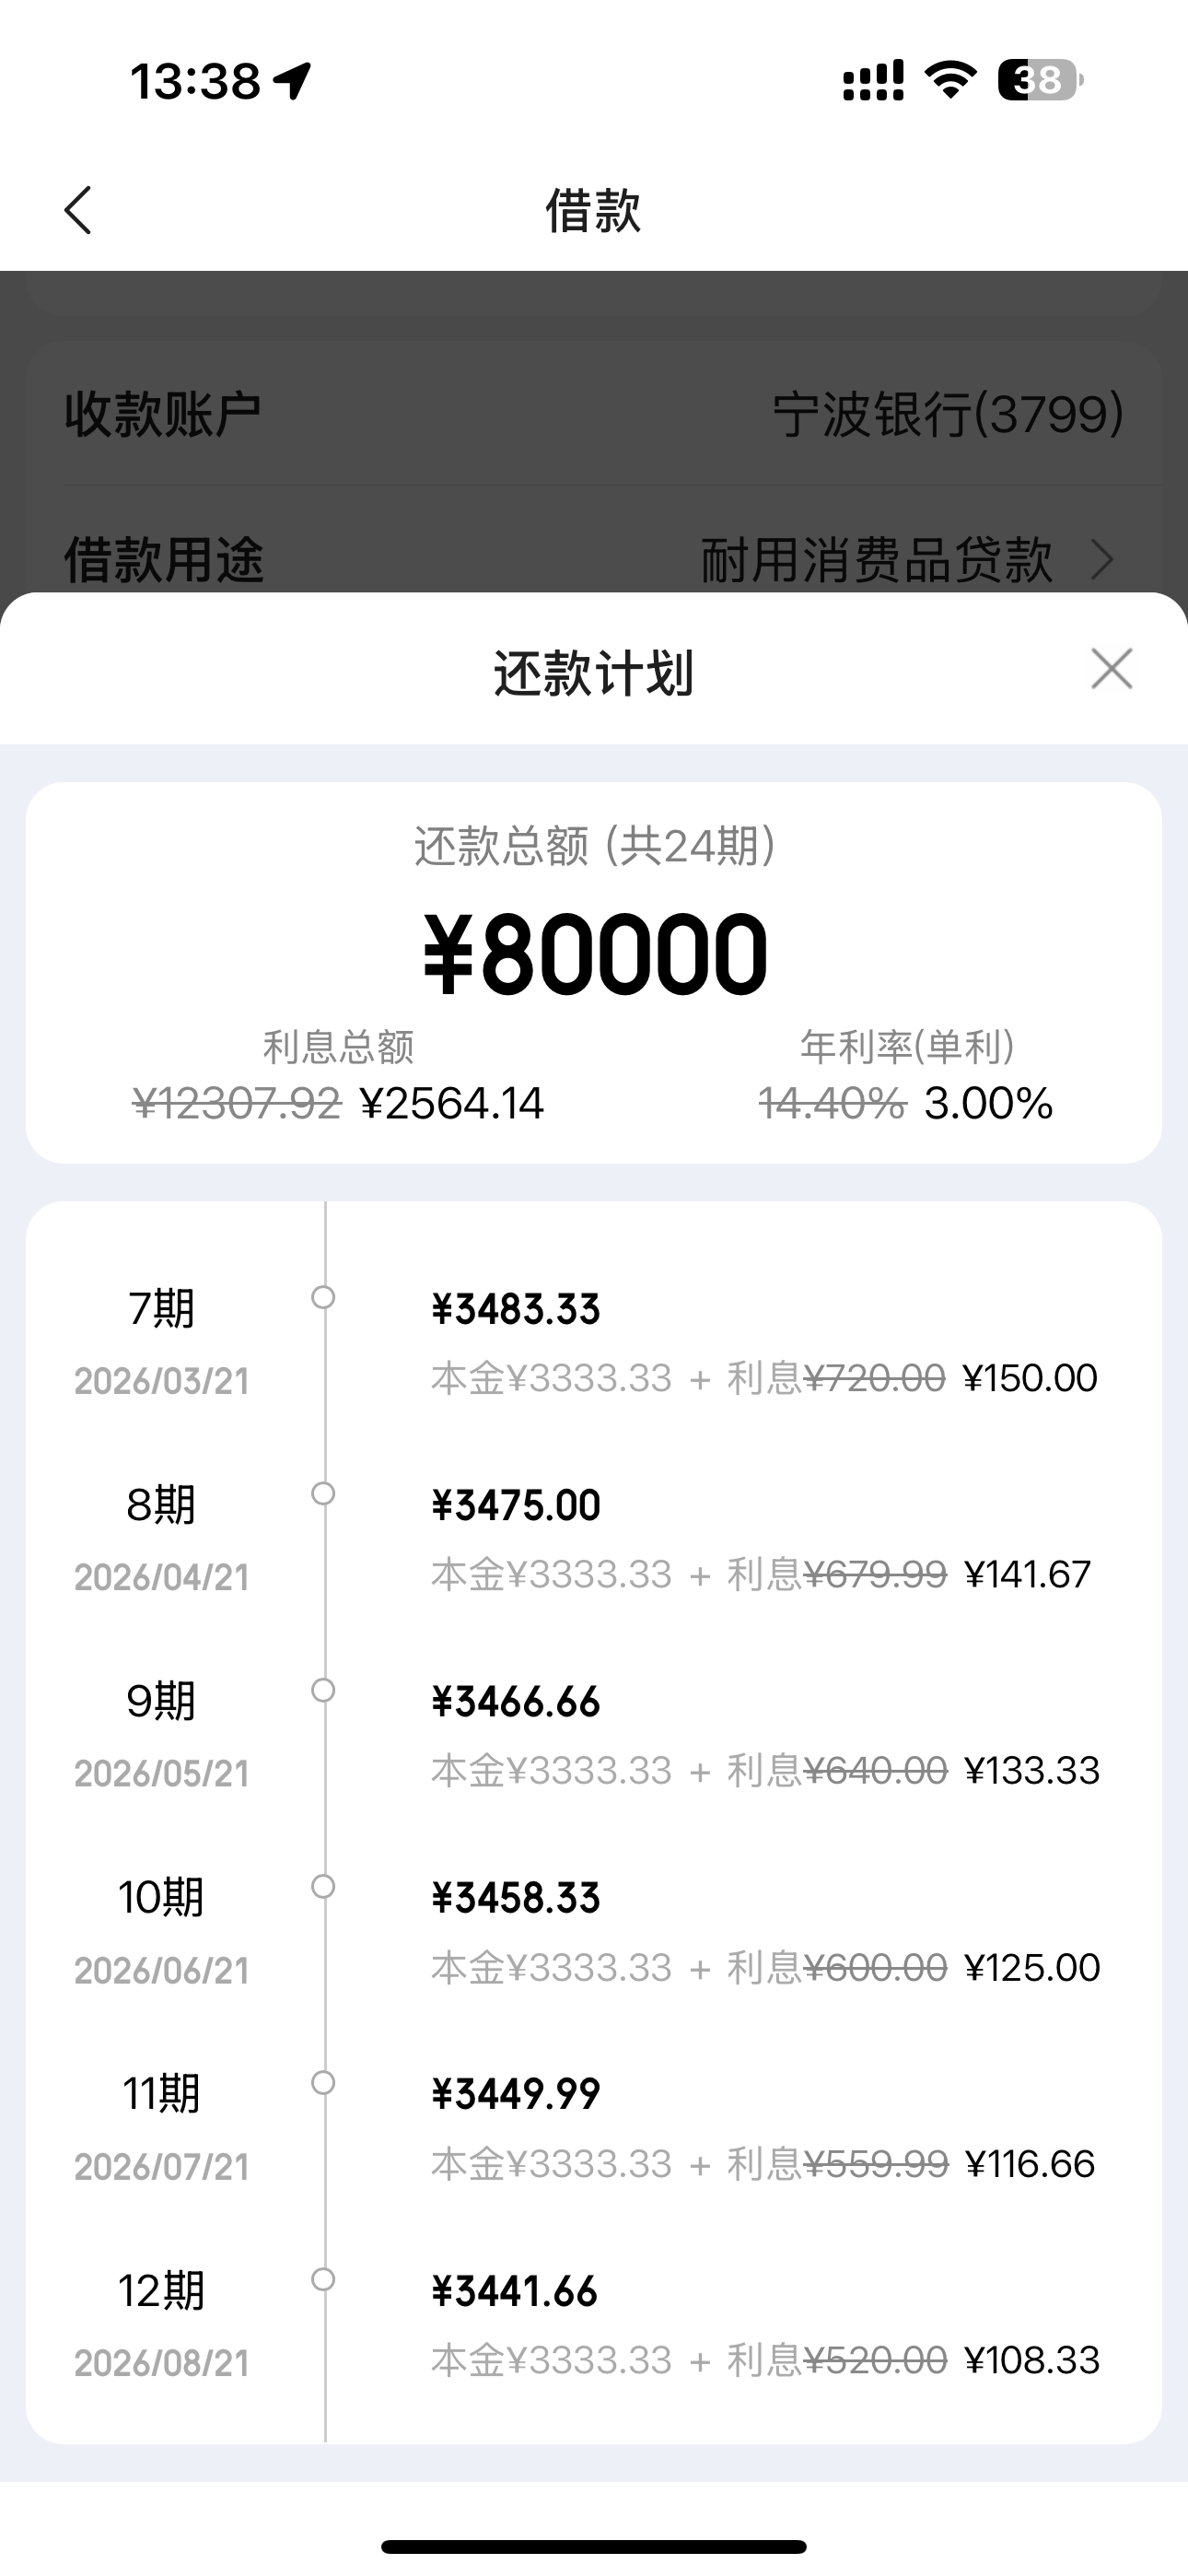 13:38
38
借款
收款账户 宁波银行(3799)
借款用途 耐用消费品贷款
还款计划
还款总额 (共24期)
¥80000
利息总额 年利率(单利)
¥12307.92 ¥2564.14 14.40% 3.00%
7期 ¥3483.33
2026/03/21 本金¥3333.33 + 利息¥720.00 ¥150.00
8期 ¥3475.00
2026/04/21 本金¥3333.33 + 利息¥679.99 ¥141.67
9期 ¥3466.66
2026/05/21 本金¥3333.33 + 利息¥640.00 ¥133.33
10期 ¥3458.33
2026/06/21 本金¥3333.33 + 利息¥600.00 ¥125.00
11期 ¥3449.99
2026/07/21 本金¥3333.33 + 利息¥559.99 ¥116.66
12期 ¥3441.66
2026/08/21 本金¥3333.33 + 利息¥520.00 ¥108.33